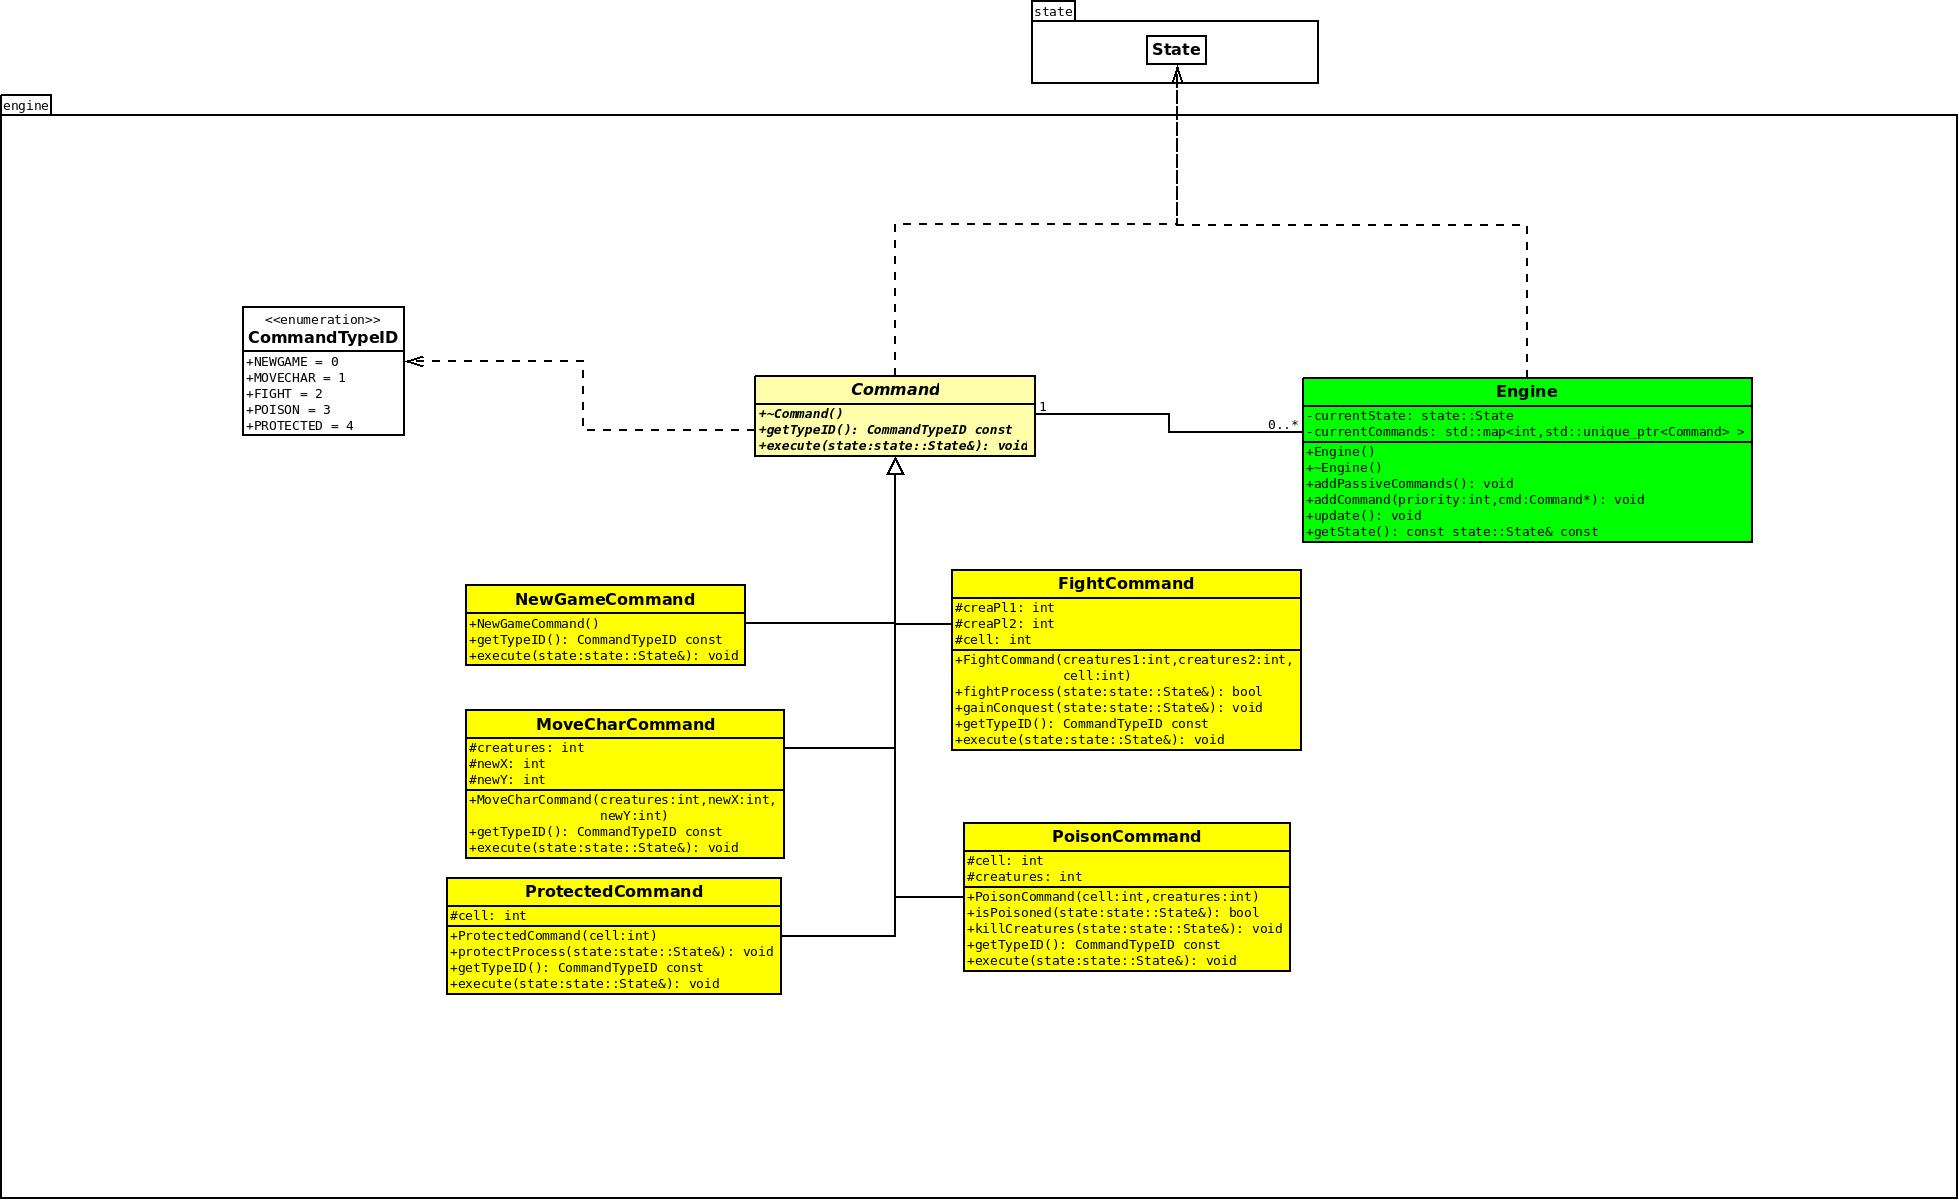 state
State
engine
<<enumeration>>
CommandTypeID
+NEWGAME = 0
+MOVECHAR = 1
+FIGHT = 2
+POISON = 3
+PROTECTED = 4
Command
+~Command()
+getTypeID(): CommandTypeID const
+execute(state:state::State&): void
1
0..*
Engine
-currentState: state::State
-currentCommands: std::map<int,std::unique_ptr<Command> >
+Engine()
+~Engine()
+addPassiveCommands(): void
+addCommand(priority:int,cmd:Command*): void
+update(): void
+getState(): const state::State& const
NewGameCommand
+NewGameCommand()
+getTypeID(): CommandTypeID const
+execute(state:state::State&): void
FightCommand
#creaPl1: int
#creaPl2: int
#cell: int
+FightCommand(creatures1:int,creatures2:int,
cell:int)
+fightProcess(state:state::State&): bool
+gainConquest(state:state::State&): void
+getTypeID(): CommandTypeID const
+execute(state:state::State&): void
MoveCharCommand
#creatures: int
#newX: int
#newY: int
+MoveCharCommand(creatures:int,newX:int,
newY:int)
+getTypeID(): CommandTypeID const
+execute(state:state::State&): void
PoisonCommand
#cell: int
#creatures: int
+PoisonCommand(cell:int,creatures:int)
+isPoisoned(state:state::State&): bool
+killCreatures(state:state::State&): void
+getTypeID(): CommandTypeID const
+execute(state:state::State&): void
ProtectedCommand
#cell: int
+ProtectedCommand(cell:int)
+protectProcess(state:state::State&): void
+getTypeID(): CommandTypeID const
+execute(state:state::State&): void